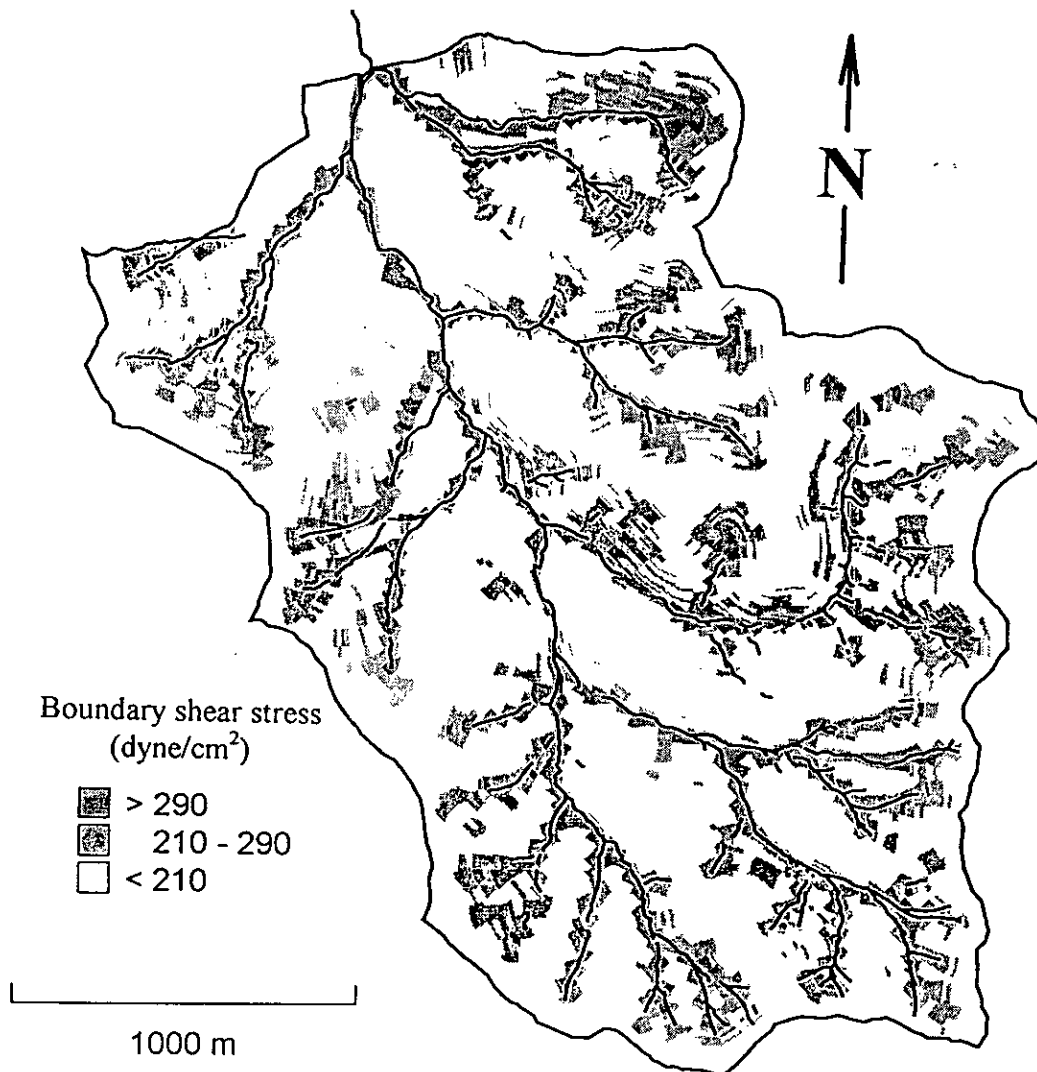 N
Boundary shear stress
(dyne/cm²)
> 290
210 - 290
< 210
1000 m